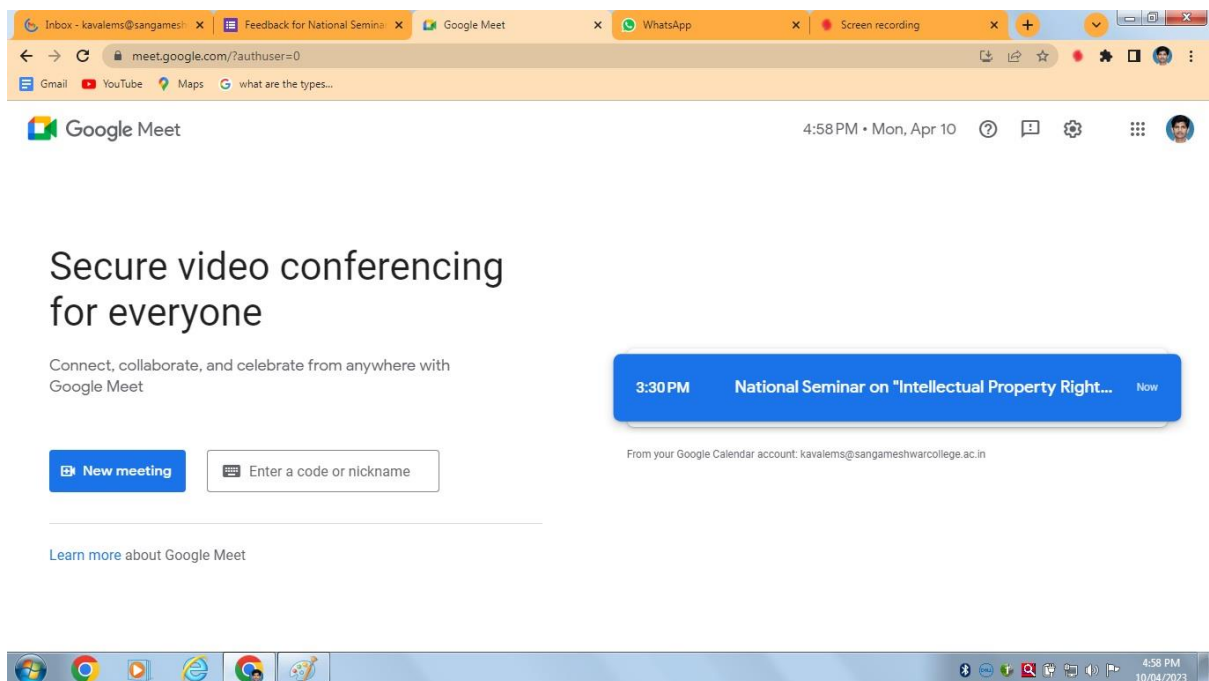 Inbox - kavalems@sangamesh
Feedback for National Semina
Google Meet
WhatsApp
Screen recording
meet.google.com/?authuser=0
Gmail
YouTube
Maps
what are the types...
Google Meet
4:58 PM • Mon, Apr 10
Secure video conferencing
for everyone
Connect, collaborate, and celebrate from anywhere with
Google Meet
New meeting
Enter a code or nickname
Learn more about Google Meet
3:30 PM National Seminar on "Intellectual Property Right... Now
From your Google Calendar account: kavalems@sangameshwarcollege.ac.in
4:58 PM
10/04/2023